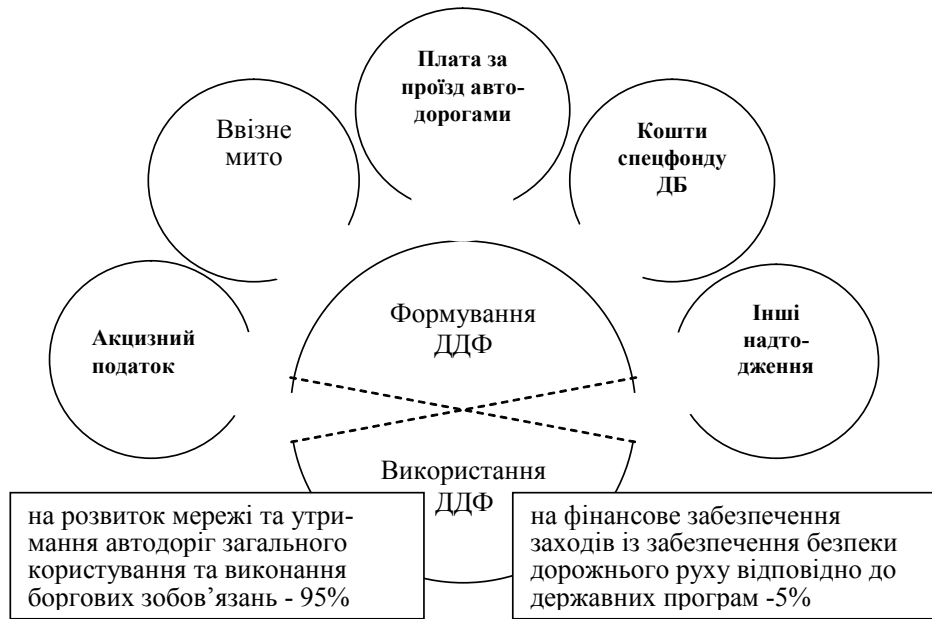 Плата за
проїзд авто-
дорогами
Ввізне
мито
Кошти
спецфонду
ДБ
Акцизний
податок
Формування
ДДФ
Інші
надто-
дження
Використання
ДДФ
на розвиток мережі та утри-
мання автодоріг загального
користування та виконання
боргових зобов’язань - 95%
на фінансове забезпечення
заходів із забезпечення безпеки
дорожнього руху відповідно до
державних програм -5%